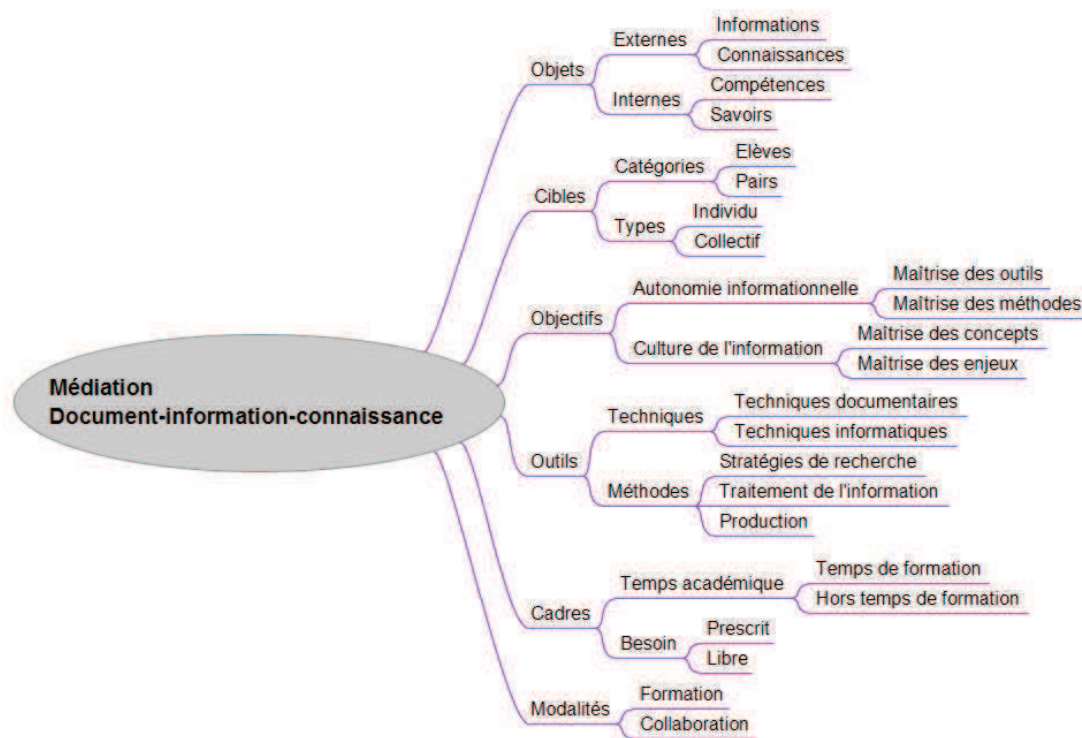 Médiation
Document-information-connaissance
Objets
Externes
Informations
Connaissances
Internes
Compétences
Savoirs
Cibles
Catégories
Elèves
Pairs
Types
Individu
Collectif
Objectifs
Autonomie informationnelle
Maîtrise des outils
Maîtrise des méthodes
Culture de l'information
Maîtrise des concepts
Maîtrise des enjeux
Outils
Techniques
Techniques documentaires
Techniques informatiques
Méthodes
Stratégies de recherche
Traitement de l'information
Production
Cadres
Temps académique
Temps de formation
Hors temps de formation
Besoin
Prescrit
Libre
Modalités
Formation
Collaboration